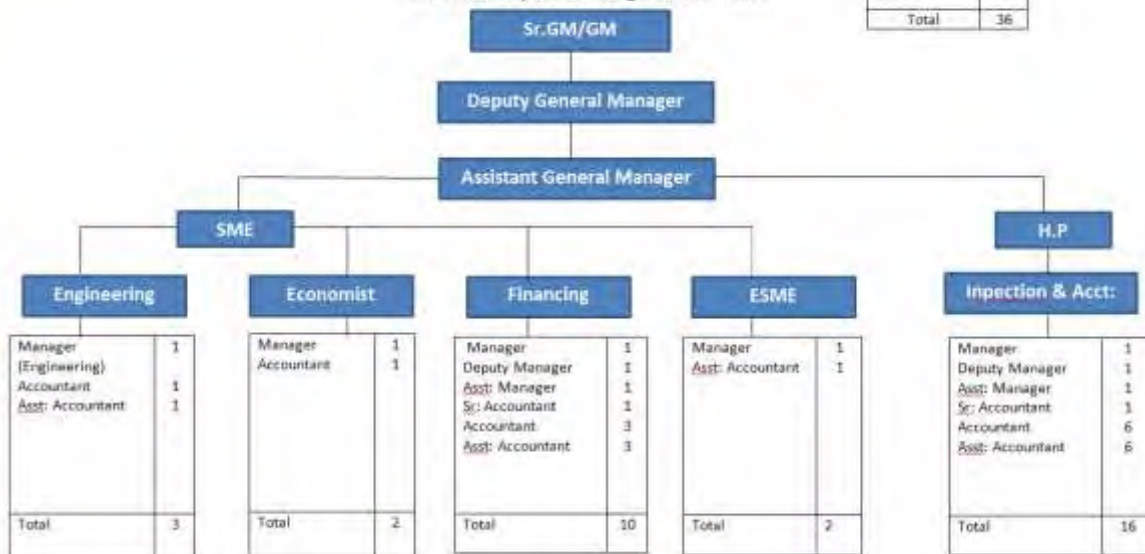 Total 36
Sr.GM/GM
Deputy General Manager
Assistant General Manager
SME
H.P
Engineering
Economist
Financing
ESME
Inpection & Acct:
Manager 1
(Engineering)
Accountant 1
Asst: Accountant 1
Total 3
Manager 1
Accountant 1
Total 2
Manager 1
Deputy Manager 1
Asst: Manager 1
Sr: Accountant 1
Accountant 3
Asst: Accountant 3
Total 10
Manager 1
Asst: Accountant 1
Total 2
Manager 1
Deputy Manager 1
Asst: Manager 1
Sr: Accountant 1
Accountant 6
Asst: Accountant 6
Total 16